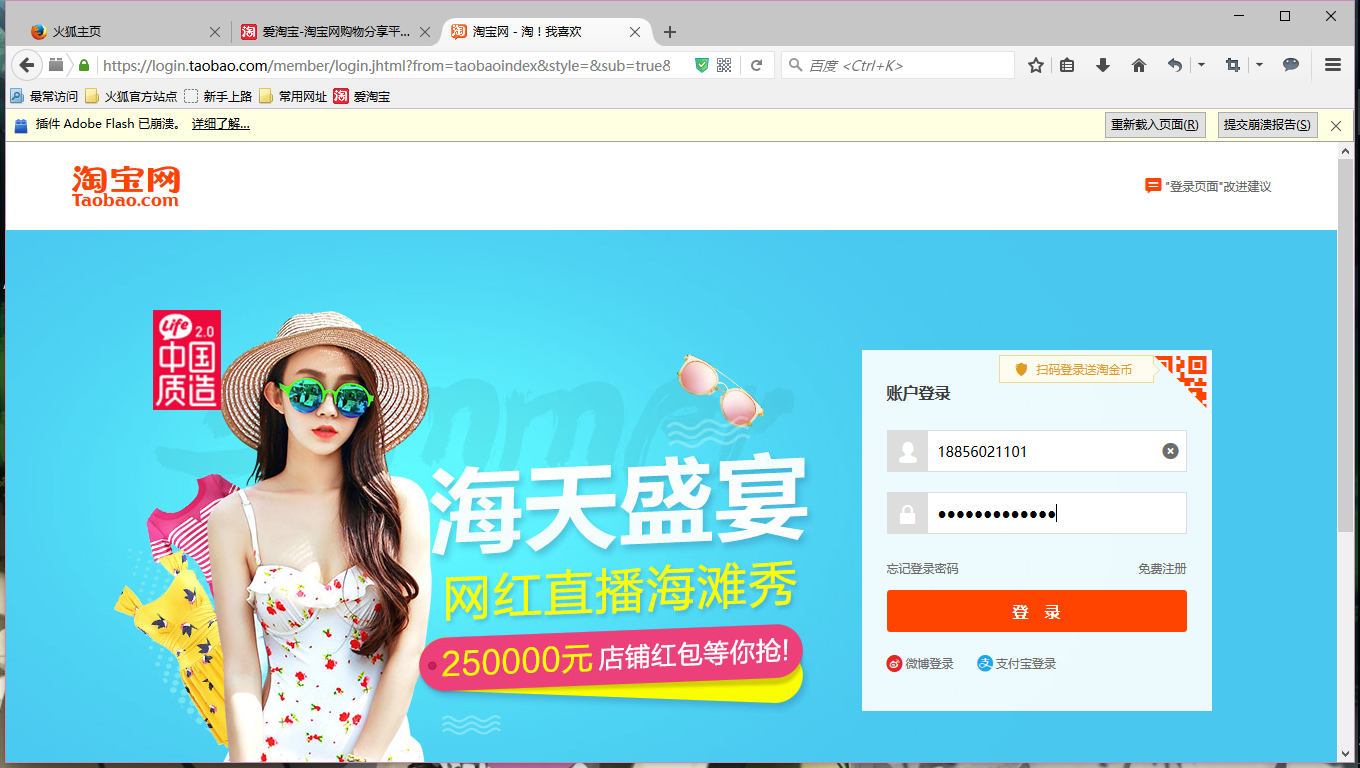 火狐主页
爱淘宝-淘宝网购物分享平...
淘宝网 - 淘！我喜欢
https://login.taobao.com/member/login.jhtml?from=taobaoindex&style=&sub=true&
百度 <Ctrl+K>
最常访问
火狐官方站点
新手上路
常用网址
淘
爱淘宝
插件 Adobe Flash 已崩溃。 详细了解...
重新载入页面(R)
提交崩溃报告(S)
淘宝网
Taobao.com
"登录页面"改进建议
Life 2.0
中国
质造
summer
海天盛宴
网红直播海滩秀
250000元 店铺红包等你抢!
扫码登录送淘金币
账户登录
18856021101
•••••••••••••
忘记登录密码
免费注册
登 录
微博登录
支付宝登录